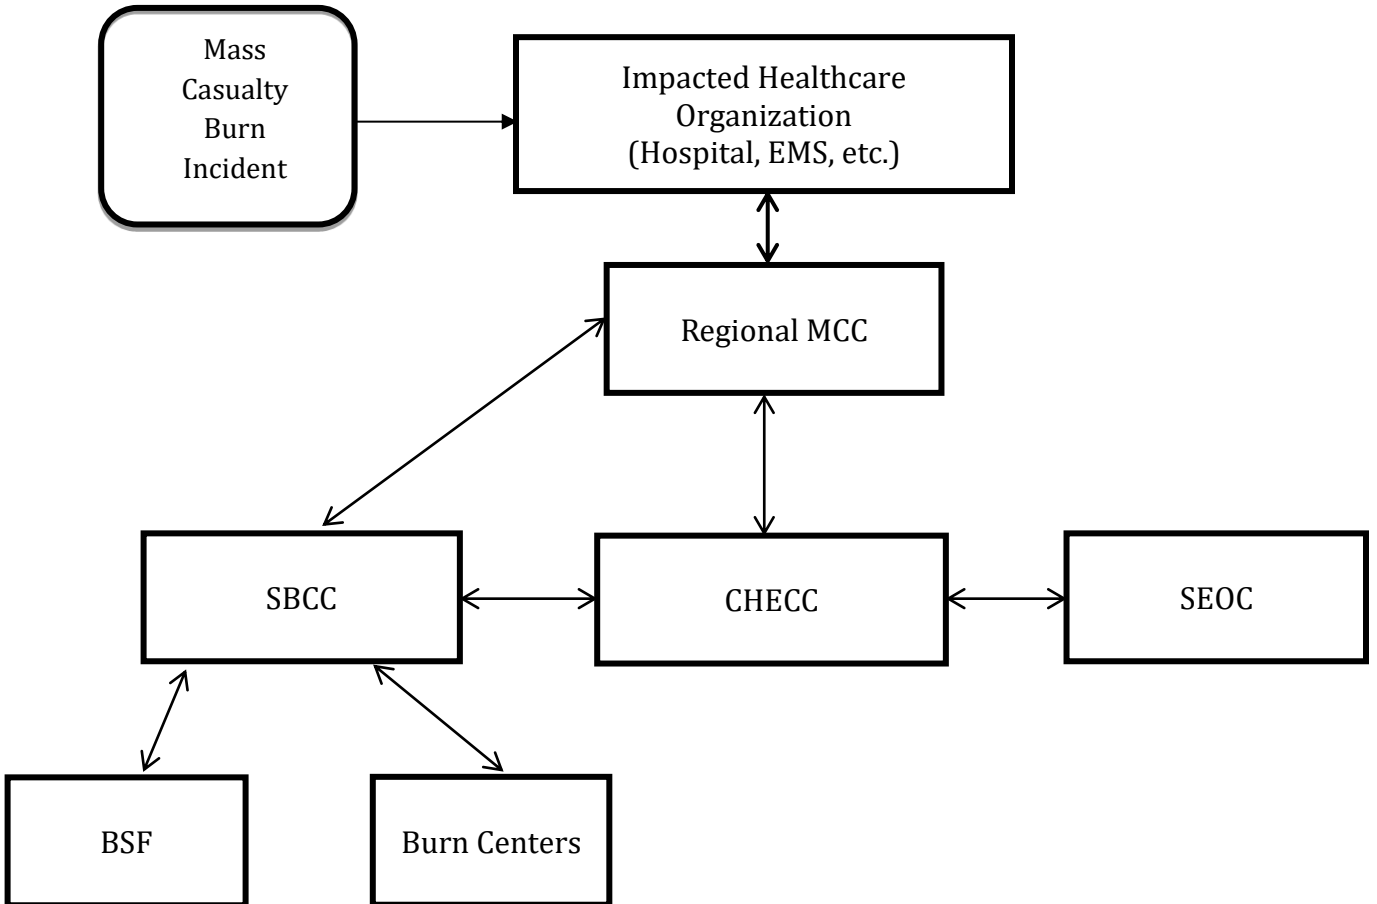 Mass
Casualty
Burn
Incident
Impacted Healthcare
Organization
(Hospital, EMS, etc.)
Regional MCC
SBCC
CHECC
SEOC
BSF
Burn Centers